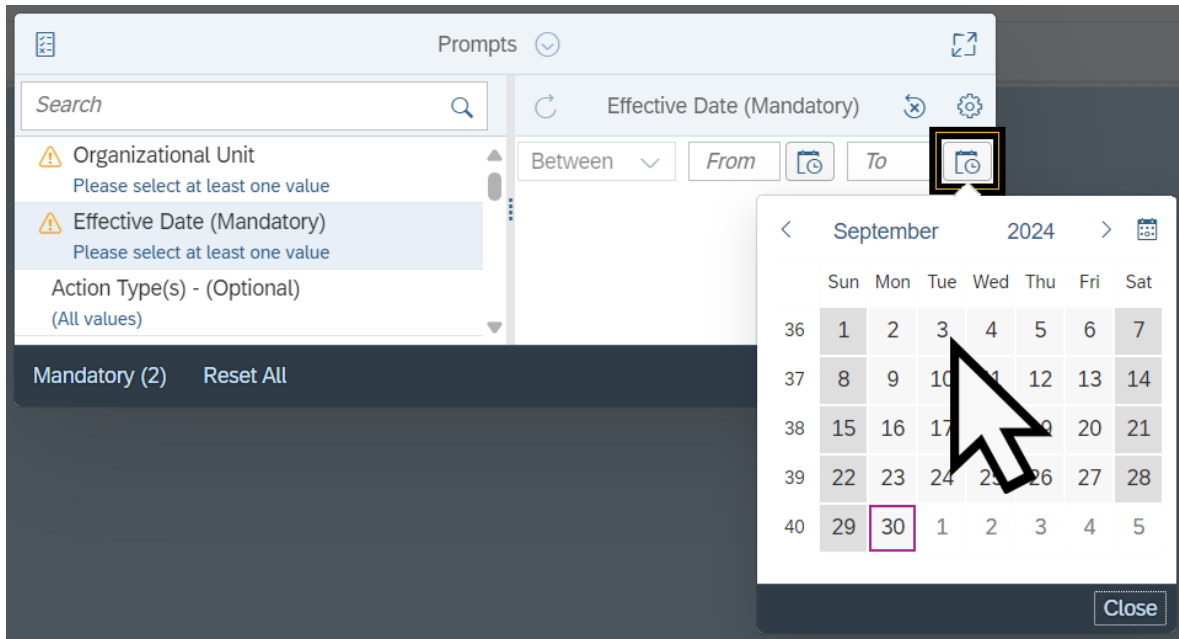 Prompts
Search
Effective Date (Mandatory)
Organizational Unit
Please select at least one value
Effective Date (Mandatory)
Please select at least one value
Action Type(s) - (Optional)
(All values)
Mandatory (2) Reset All
Between From To
September 2024
Sun Mon Tue Wed Thu Fri Sat
36 1 2 3 4 5 6 7
37 8 9 10 11 12 13 14
38 15 16 17 19 20 21
39 22 23 24 25 26 27 28
40 29 30 1 2 3 4 5
Close